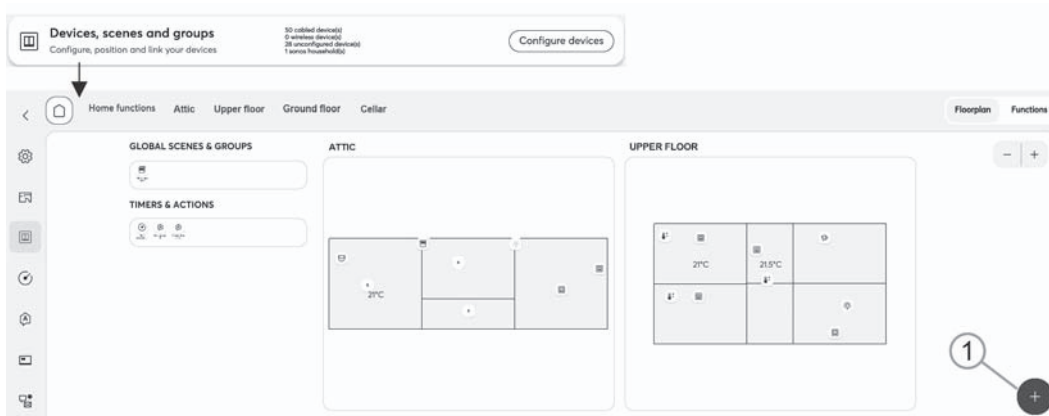 Devices, scenes and groups
Configure, position and link your devices
50 cabled device(s)
0 wireless device(s)
28 unconfigured device(s)
1 sonos household(s)
Configure devices
Home functions Attic Upper floor Ground floor Cellar
Floorplan Functions
GLOBAL SCENES & GROUPS
ATTIC
UPPER FLOOR
TIMERS & ACTIONS
21°C
21°C
21.5°C
1